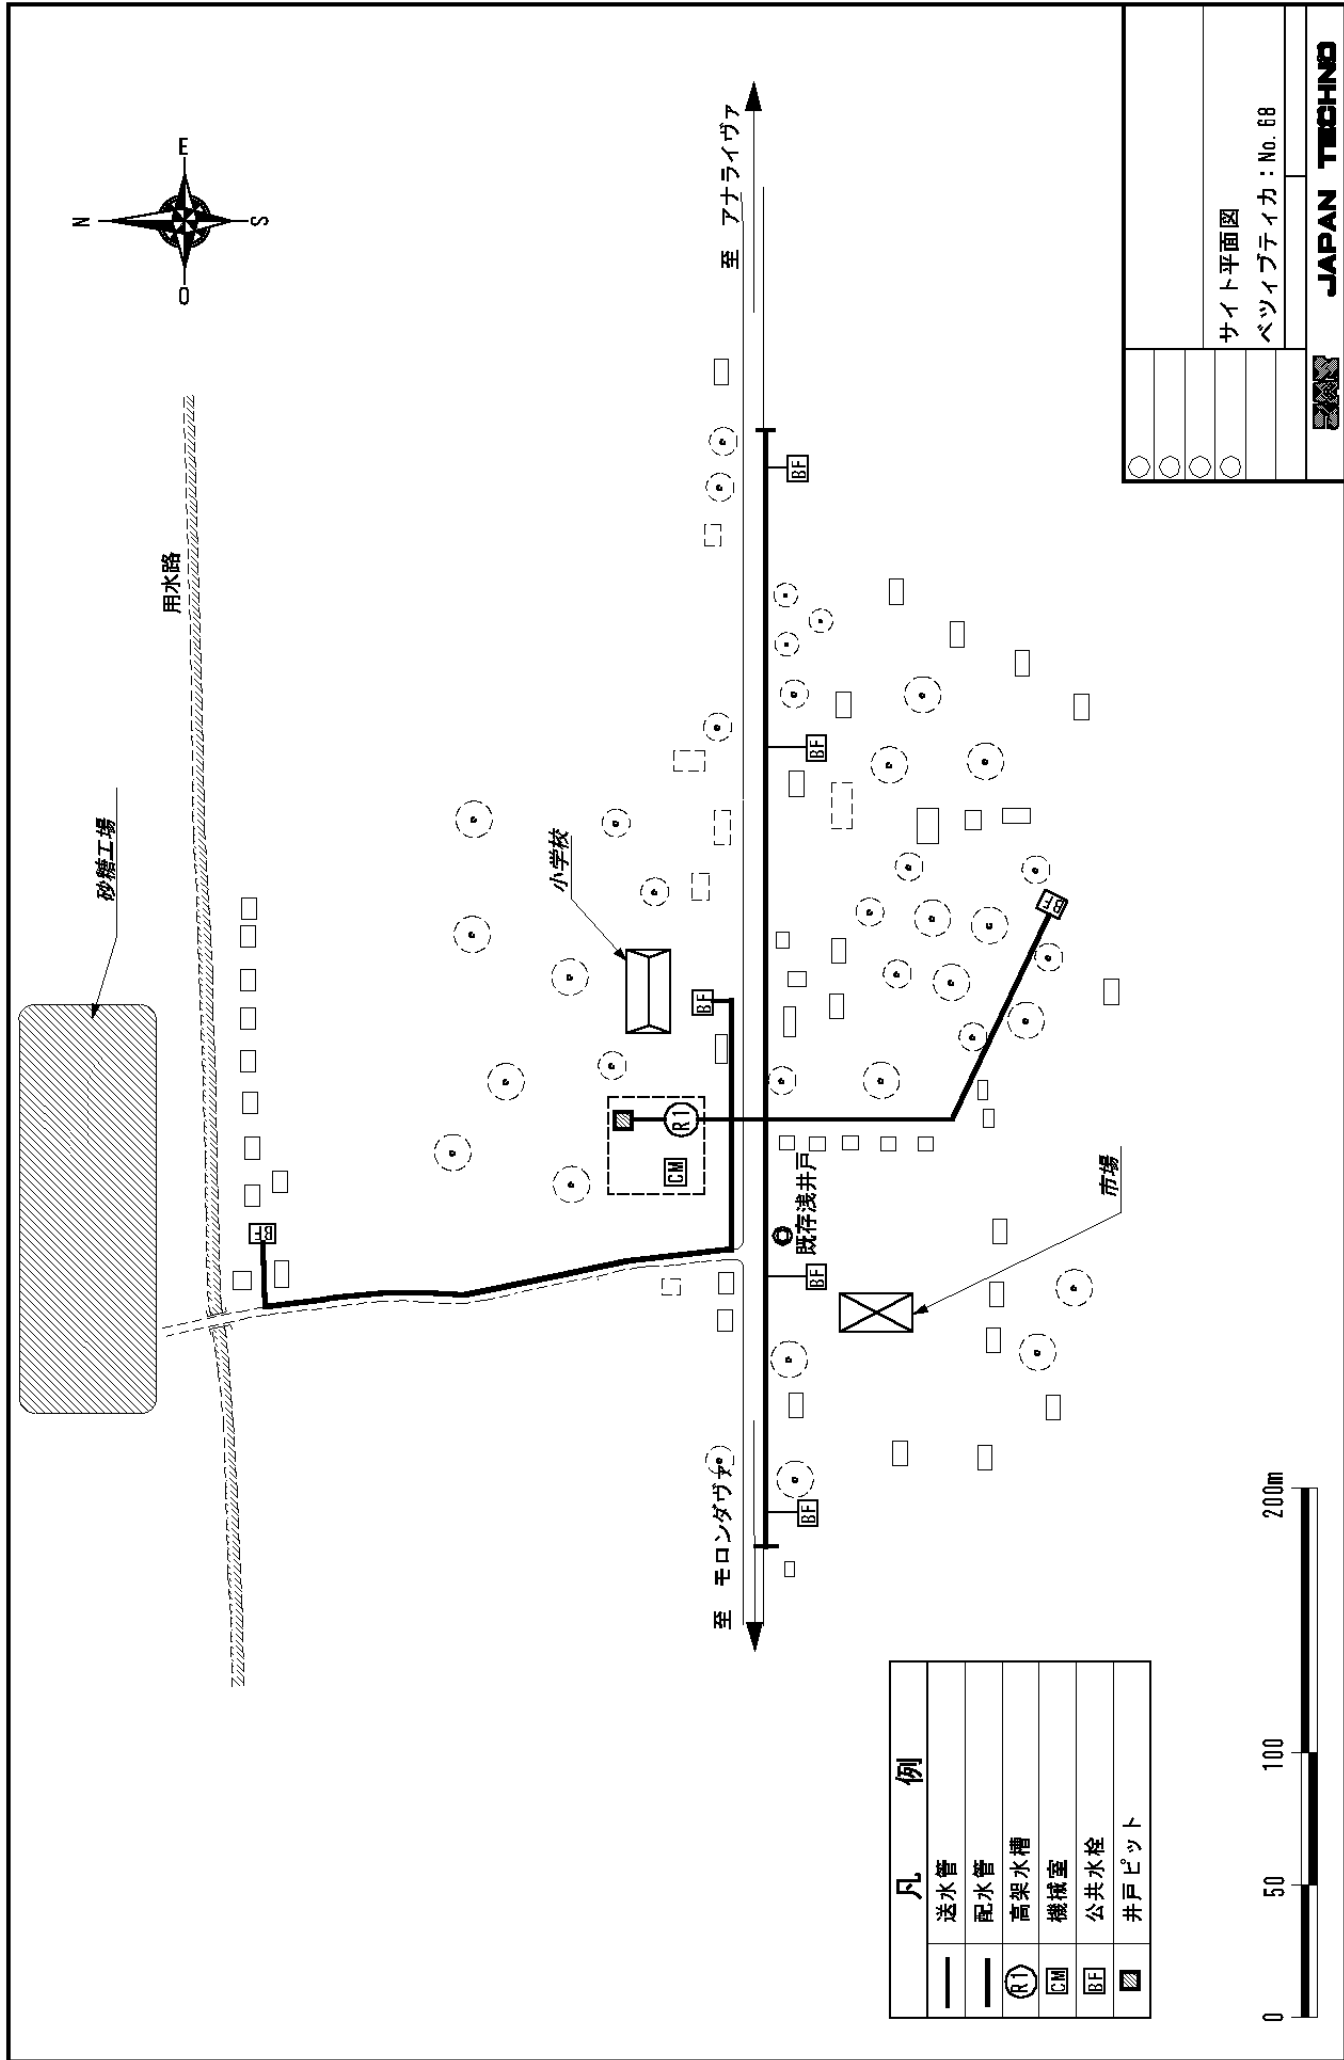 N
E
S
O
用水路
砂糖工場
小学校
至 アナライヴァ
至 モロンダヴァ
BF
BF
BF
BF
BF
BF
BF
R1
CM
既存浅井戸
市場
凡 例
送水管
配水管
R1 高架水槽
CM 機械室
BF 公共水栓
井戸ピット
0 50 100 200m
サイト平面図
ベツィブティカ：No.68
JAPAN TECHNO